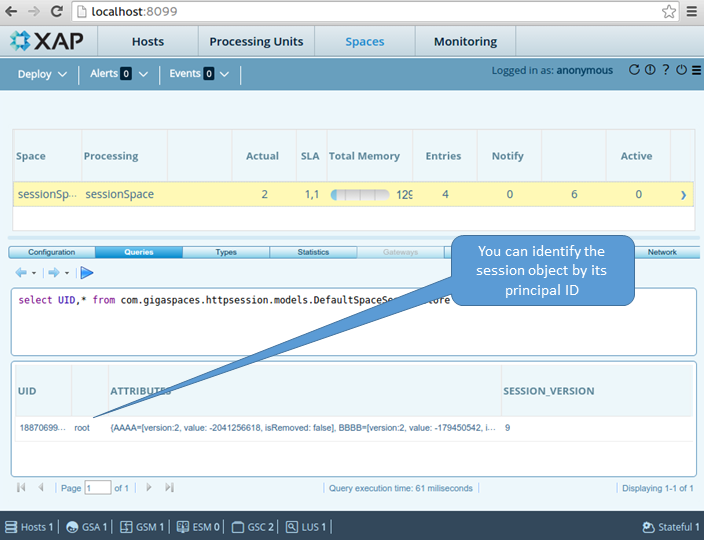 localhost:8099
XAP Hosts Processing Units Spaces Monitoring
Deploy Alerts 0 Events 0 Logged in as: anonymous ?
Space Processing Actual SLA Total Memory Entries Notify Active
sessionSp... sessionSpace 2 1,1 129 4 0 6 0
Configuration Queries Types Statistics Gateways Network
You can identify the
session object by its
principal ID
select UID,* from com.gigaspaces.httpsession.models.DefaultSpaceSe
UID ATTRIBUTES SESSION_VERSION
18870699... root {AAAA=[version:2, value: -2041256618, isRemoved: false], BBBB=[version:2, value: -179450542, i... 9
Page 1 of 1 Query execution time: 61 miliseconds Displaying 1-1 of 1
Hosts 1 GSA 1 GSM 1 ESM 0 GSC 2 LUS 1 Stateful 1